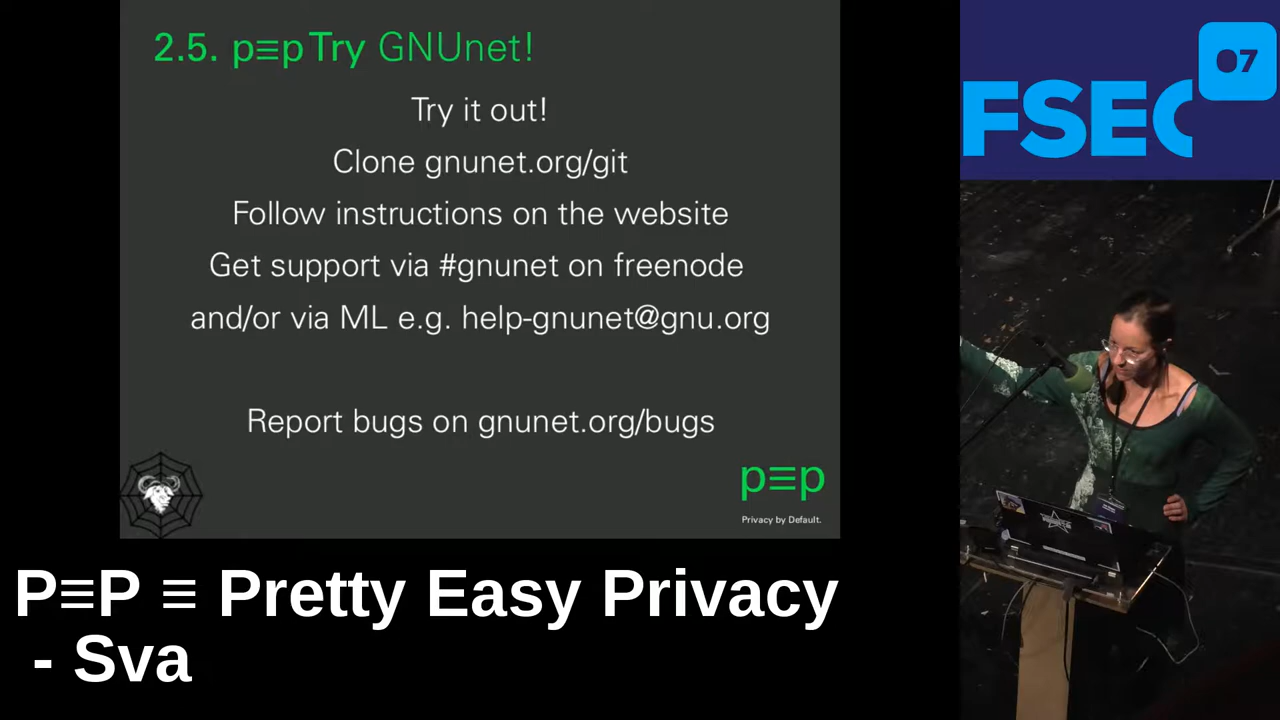 2.5. p≡p Try GNUnet!
Try it out!
Clone gnunet.org/git
Follow instructions on the website
Get support via #gnunet on freenode
and/or via ML e.g. help-gnunet@gnu.org
Report bugs on gnunet.org/bugs
p≡p
Privacy by Default.
FSEC
07
P≡P ≡ Pretty Easy Privacy
- Sva